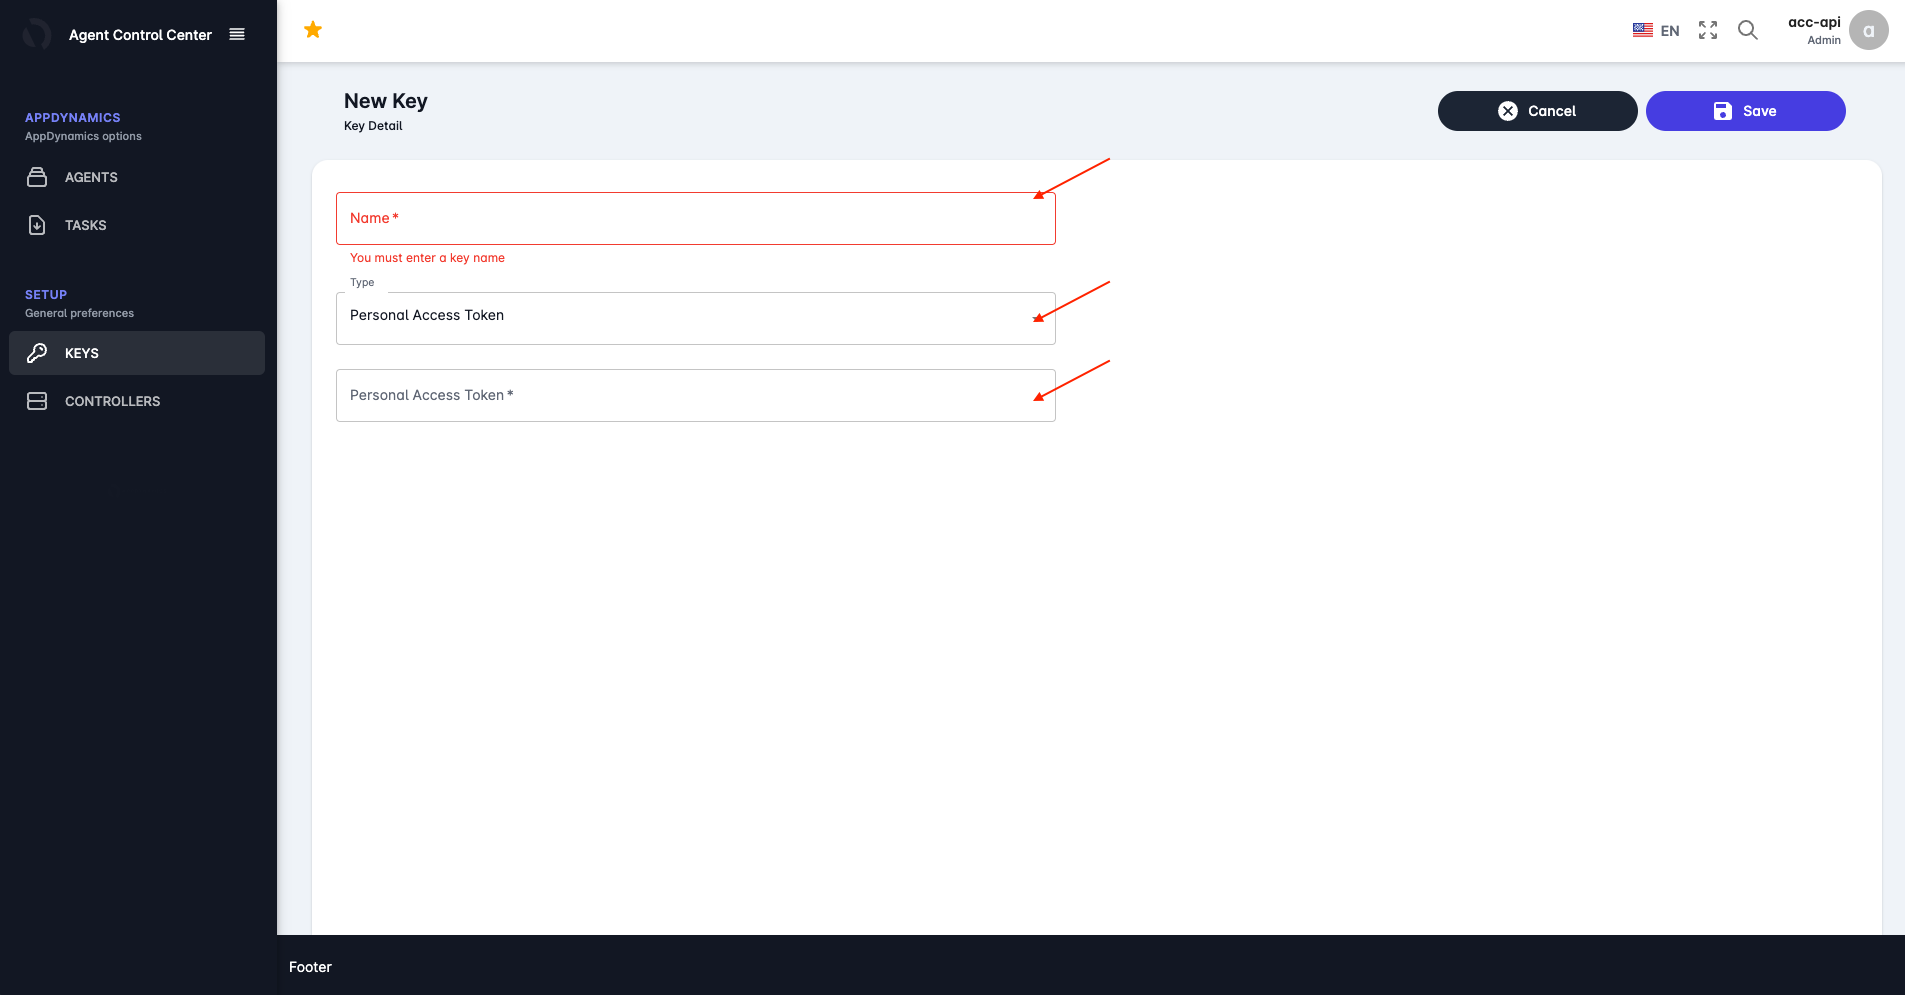 Agent Control Center
EN
acc-api
Admin
a
APPDYNAMICS
AppDynamics options
AGENTS
TASKS
SETUP
General preferences
KEYS
CONTROLLERS
New Key
Key Detail
Cancel
Save
Name *
You must enter a key name
Type
Personal Access Token
Personal Access Token *
Footer